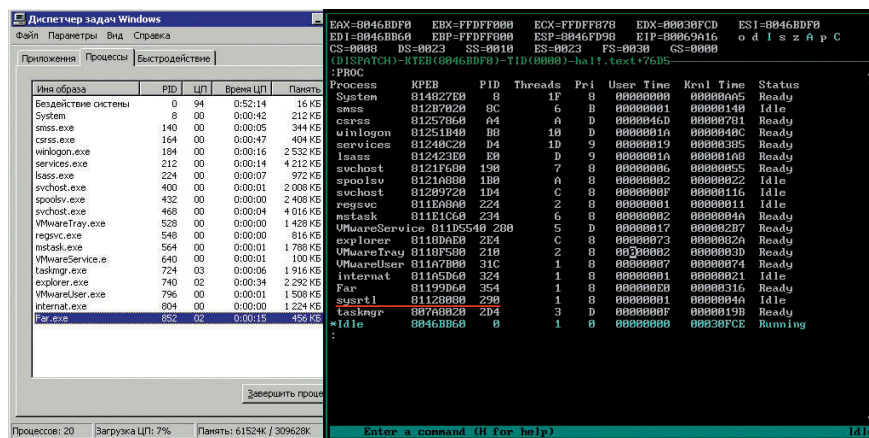 Диспетчер задач Windows
Файл Параметры Вид Справка
Приложения Процессы Быстродействие
Имя образа PID ЦП Время ЦП Память
Бездействие системы 0 94 0:52:14 16 КБ
System 8 00 0:00:42 212 КБ
smss.exe 140 00 0:00:05 344 КБ
csrss.exe 164 00 0:00:47 404 КБ
winlogon.exe 184 00 0:00:16 2 532 КБ
services.exe 212 00 0:00:14 4 212 КБ
lsass.exe 224 00 0:00:07 972 КБ
svchost.exe 400 00 0:00:01 2 008 КБ
spoolsv.exe 432 00 0:00:00 2 408 КБ
svchost.exe 468 00 0:00:04 4 016 КБ
VMwareTray.exe 528 00 0:00:00 1 428 КБ
regsvc.exe 548 00 0:00:00 816 КБ
mstask.exe 564 00 0:00:01 1 788 КБ
VMwareService.e 640 00 0:00:01 100 КБ
taskmgr.exe 724 03 0:00:06 1 916 КБ
explorer.exe 740 02 0:00:34 2 292 КБ
VMwareUser.exe 796 00 0:00:01 1 508 КБ
internat.exe 804 00 0:00:00 1 224 КБ
Far.exe 852 02 0:00:15 456 КБ
Завершить проце
Процессов: 20 Загрузка ЦП: 7% Память: 61524K / 309628K
EAX=8046BDF0 EBX=FFDFF000 ECX=FFDFF878 EDX=00030FCD ESI=8046BDF0
EDI=8046BB60 EBP=FFDFF800 ESP=8046FD98 EIP=80069A16 o d I s z A p C
CS=0008 DS=0023 SS=0010 ES=0023 FS=0030 GS=0000
(DISPATCH)-KTEB(8046BDF0)-TID(0000)-hal!.text+76D5
:PROC
Process KPEB PID Threads Pri User Time Krnl Time Status
System 814827E0 8 1F 8 00000000 00000AA5 Ready
smss 812B7020 8C 6 B 00000001 00000140 Idle
csrss 81257860 A4 A D 0000046D 00000781 Ready
winlogon 81251B40 B8 10 D 0000001A 0000040C Ready
services 81240C20 D4 1D 9 00000019 00000385 Ready
lsass 812423E0 E0 D 9 0000001A 000001A8 Ready
svchost 8121F680 190 7 8 00000006 00000055 Ready
spoolsv 8121A880 1B0 A 8 00000002 00000022 Idle
svchost 81209720 1D4 C 8 0000000F 00000116 Idle
regsvc 811EA8A0 224 2 8 00000001 00000011 Idle
mstask 811E1C60 234 6 8 00000002 0000004A Ready
VMwareService 811D5540 280 5 D 00000017 000002B7 Ready
explorer 8118DAE0 2E4 C 8 00000073 0000082A Ready
VMwareTray 8118F580 210 2 8 00000002 0000003D Ready
VMwareUser 811A7B00 31C 1 8 00000007 00000074 Ready
internat 811A5D60 324 1 8 00000001 00000021 Idle
Far 81199D60 354 1 8 000000E0 00000316 Ready
sysrtl 81128080 290 1 8 00000001 0000004A Idle
taskmgr 807A8020 2D4 3 D 0000000F 0000019B Ready
*Idle 8046BB60 0 1 0 00000000 00030FCE Running
:
Enter a command (H for help) Idl